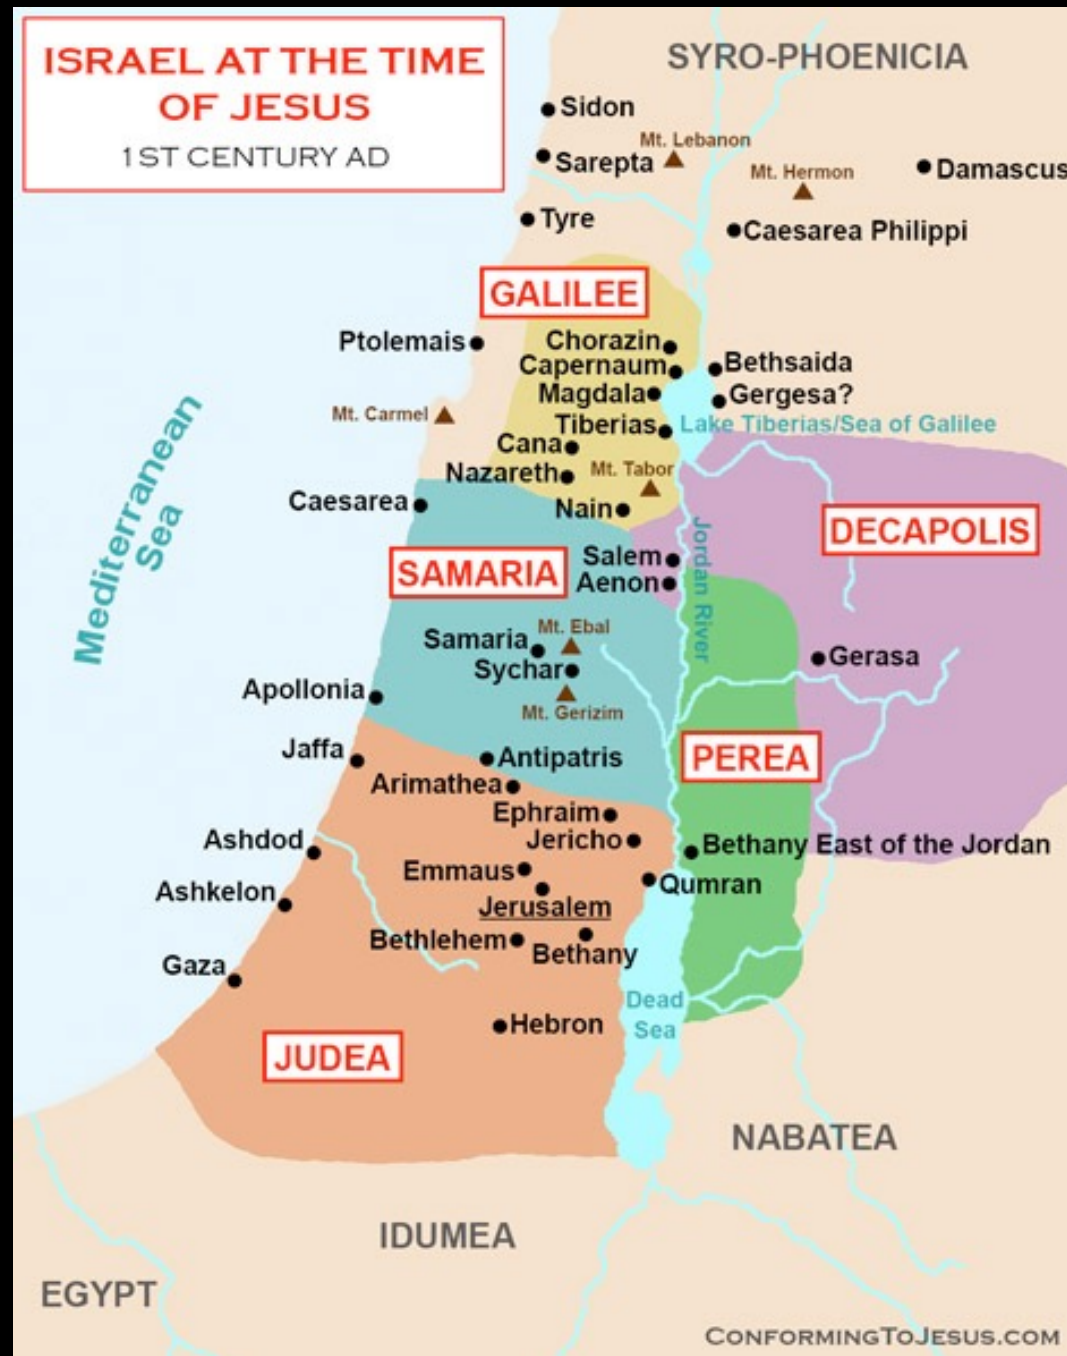 ISRAEL AT THE TIME
OF JESUS
1ST CENTURY AD
SYRO-PHOENICIA
Sidon
Mt. Lebanon
Sarepta
Mt. Hermon
Damascus
Tyre
Caesarea Philippi
GALILEE
Ptolemais
Chorazin
Capernaum
Bethsaida
Magdala
Gergesa?
Mt. Carmel
Tiberias
Lake Tiberias/Sea of Galilee
Cana
Nazareth
Mt. Tabor
Caesarea
Nain
Mediterranean
Sea
DECAPOLIS
Jordan River
SAMARIA
Salem
Aenon
Samaria
Mt. Ebal
Sychar
Gerasa
Apollonia
Mt. Gerizim
Jaffa
Antipatris
PEREA
Arimathea
Ephraim
Ashdod
Jericho
Bethany East of the Jordan
Emmaus
Ashkelon
Qumran
Jerusalem
Bethlehem
Bethany
Gaza
Dead
Sea
Hebron
JUDEA
NABATEA
IDUMEA
EGYPT
CONFORMINGTOJESUS.COM